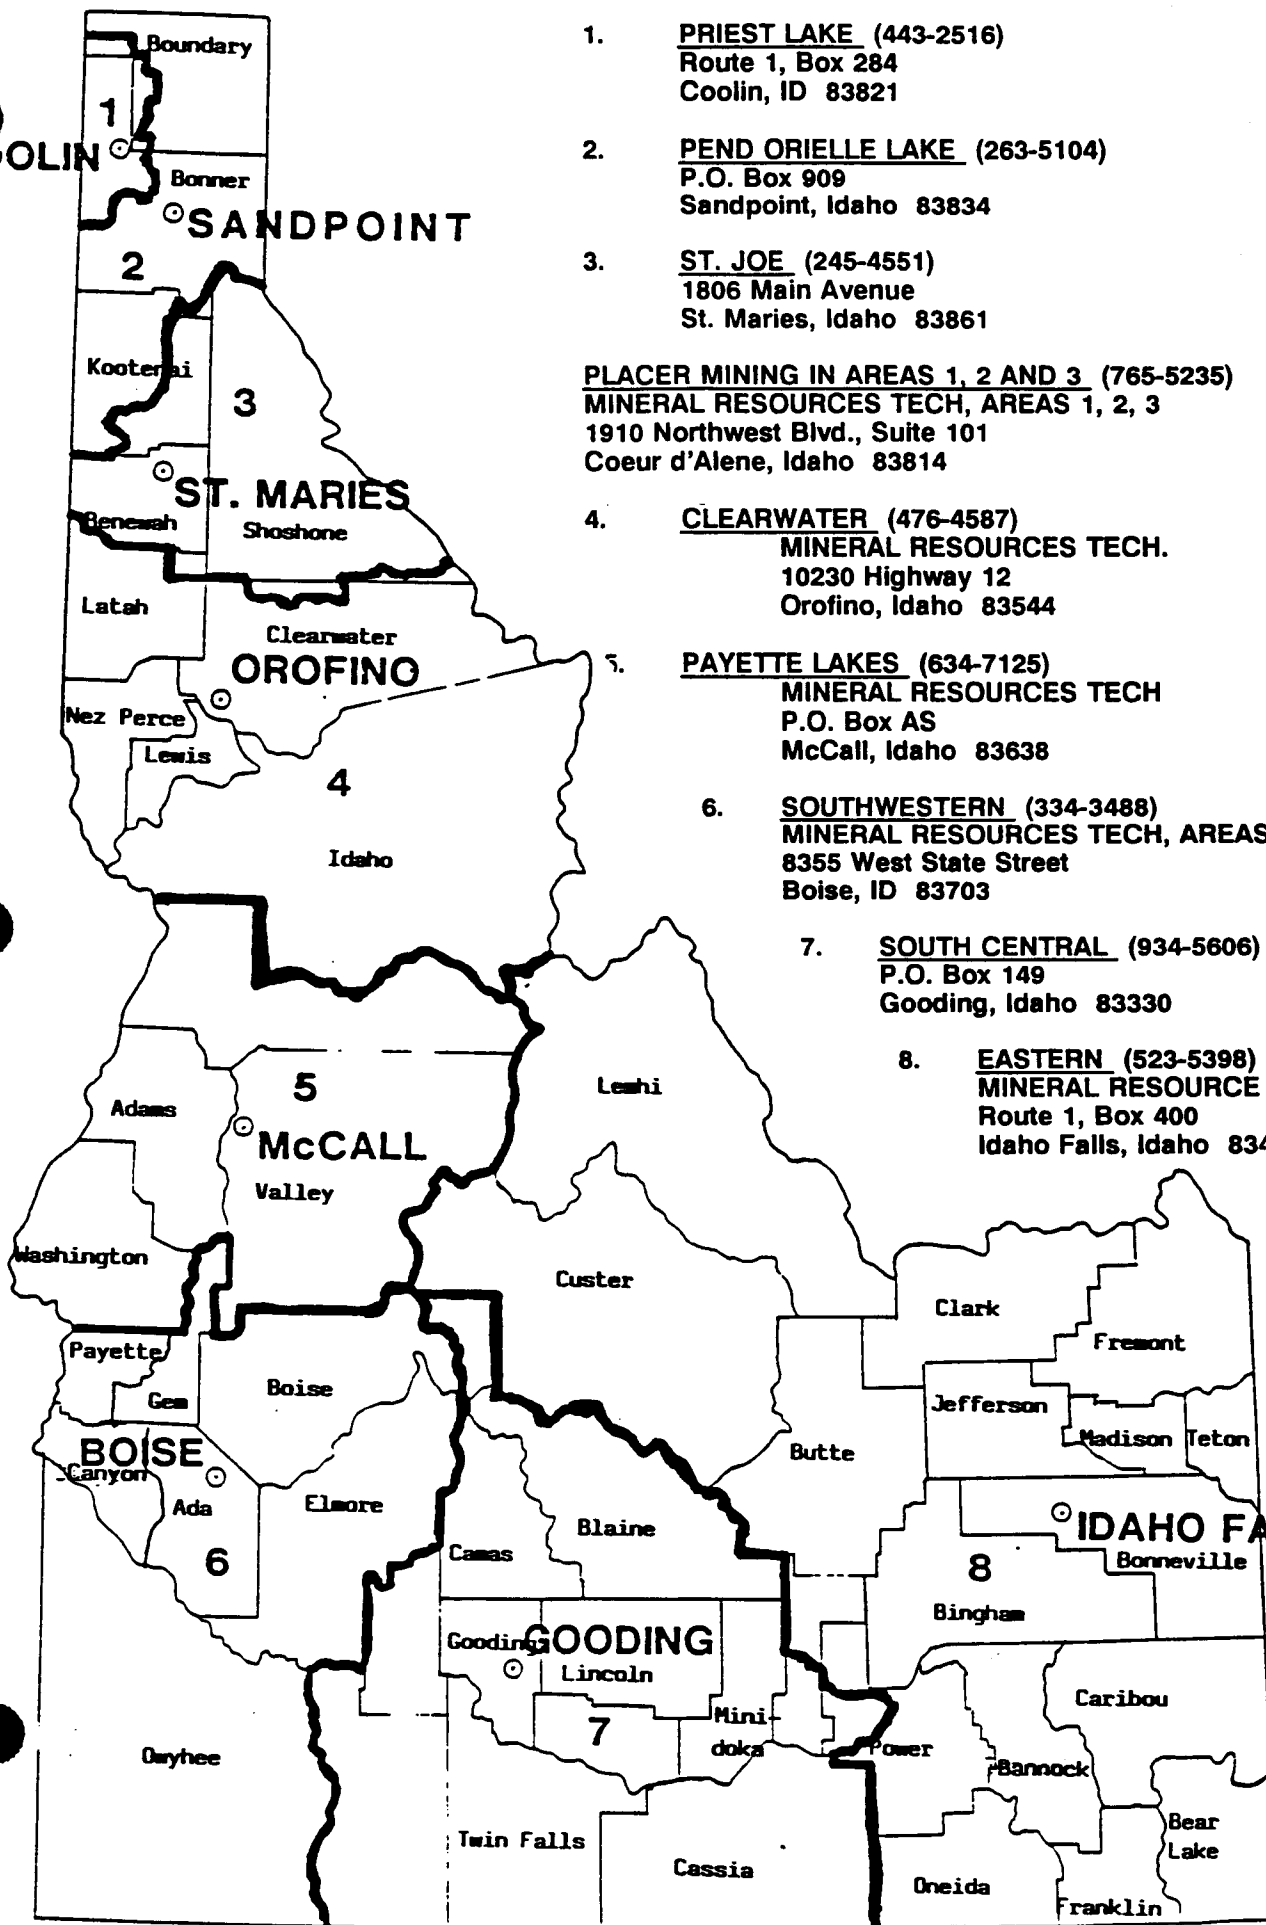 1. PRIEST LAKE (443-2516)
Route 1, Box 284
Coolin, ID 83821
2. PEND ORIELLE LAKE (263-5104)
P.O. Box 909
Sandpoint, Idaho 83834
3. ST. JOE (245-4551)
1806 Main Avenue
St. Maries, Idaho 83861
PLACER MINING IN AREAS 1, 2 AND 3 (765-5235)
MINERAL RESOURCES TECH, AREAS 1, 2, 3
1910 Northwest Blvd., Suite 101
Coeur d'Alene, Idaho 83814
4. CLEARWATER (476-4587)
MINERAL RESOURCES TECH.
10230 Highway 12
Orofino, Idaho 83544
5. PAYETTE LAKES (634-7125)
MINERAL RESOURCES TECH
P.O. Box AS
McCall, Idaho 83638
6. SOUTHWESTERN (334-3488)
MINERAL RESOURCES TECH, AREAS
8355 West State Street
Boise, ID 83703
7. SOUTH CENTRAL (934-5606)
P.O. Box 149
Gooding, Idaho 83330
8. EASTERN (523-5398)
MINERAL RESOURCE
Route 1, Box 400
Idaho Falls, Idaho 834
Boundary
1
OLIN
Bonner
SANDPOINT
2
Kootenai
3
ST. MARIES
Benewah
Shoshone
Latah
Clearwater
OROFINO
Nez Perce
Lewis
4
Idaho
5
Lemhi
Adams
McCALL
Valley
Washington
Custer
Clark
Fremont
Payette
Gem
Boise
Jefferson
Madison
Teton
BOISE
Canyon
Butte
Ada
Elmore
Blaine
IDAHO FA
Camas
Bonneville
6
8
Bingham
Gooding
GOODING
Lincoln
Caribou
7
Mini-
doka
Power
Owyhee
Bannock
Twin Falls
Cassia
Bear
Lake
Oneida
Franklin